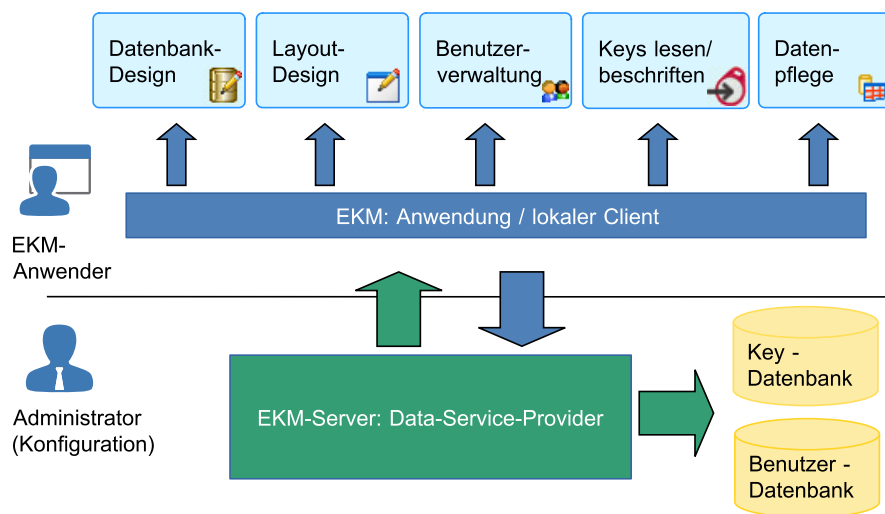 Datenbank-
Design
Layout-
Design
Benutzer-
verwaltung
Keys lesen/
beschriften
Daten-
pflege
EKM: Anwendung / lokaler Client
EKM-
Anwender
EKM-Server: Data-Service-Provider
Administrator
(Konfiguration)
Key -
Datenbank
Benutzer -
Datenbank